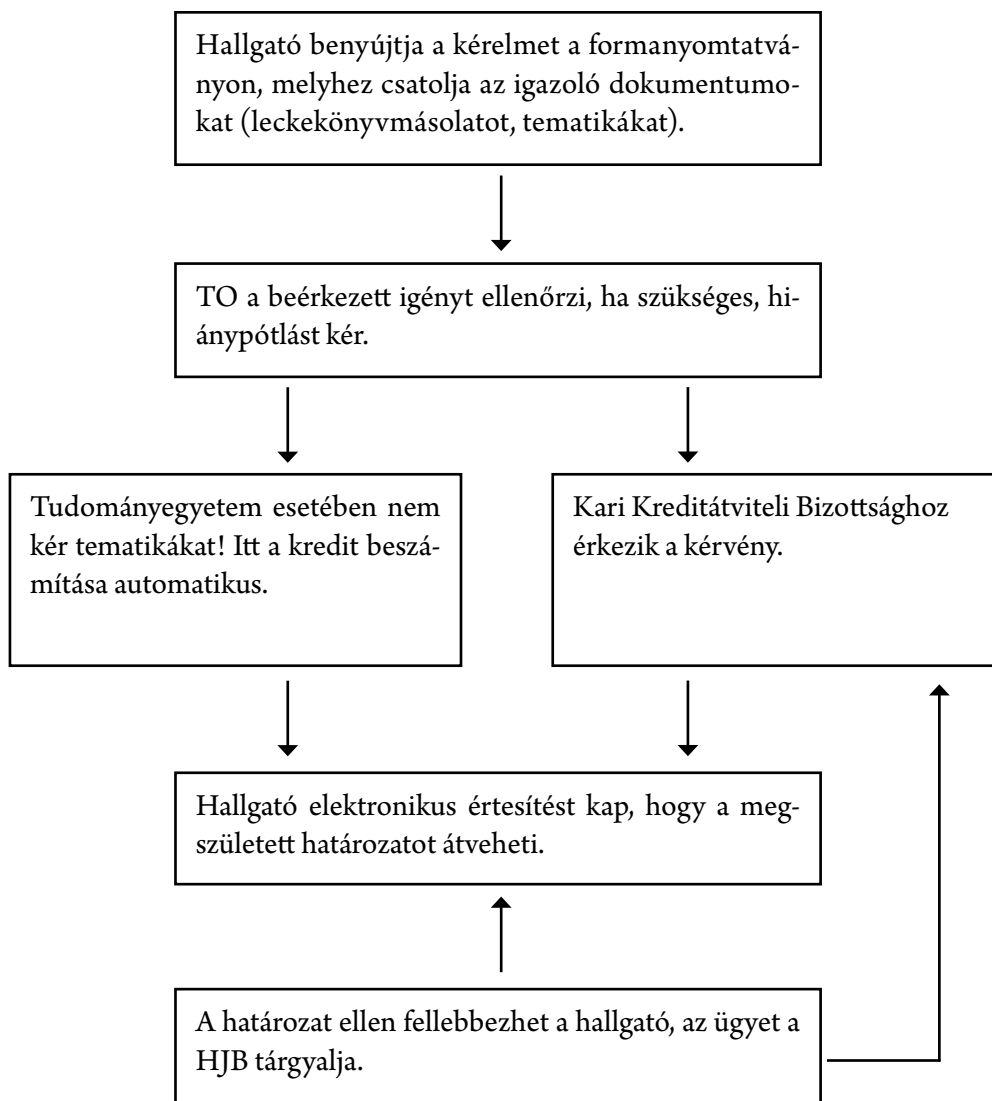 Hallgató benyújtja a kérelmet a formanyomtatvá-
nyon, melyhez csatolja az igazoló dokumentumo-
kat (leckekönyvmásolatot, tematikákat).
TO a beérkezett igényt ellenőrzi, ha szükséges, hi-
ánypótlást kér.
Tudományegyetem esetében nem
kér tematikákat! Itt a kredit beszá-
mítása automatikus.
Kari Kreditátviteli Bizottsághoz
érkezik a kérvény.
Hallgató elektronikus értesítést kap, hogy a meg-
született határozatot átveheti.
A határozat ellen fellebbezhet a hallgató, az ügyet a
HJB tárgyalja.